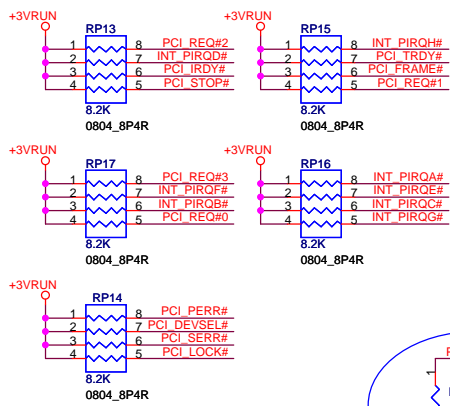 +3VRUN
RP13
1 8 PCI_REQ#2
2 7 INT_PIRQD#
3 6 PCI_IRDY#
4 5 PCI_STOP#
8.2K
0804_8P4R
+3VRUN
RP15
1 8 INT_PIRQH#
2 7 PCI_TRDY#
3 6 PCI_FRAME#
4 5 PCI_REQ#1
8.2K
0804_8P4R
+3VRUN
RP17
1 8 PCI_REQ#3
2 7 INT_PIRQF#
3 6 INT_PIRQB#
4 5 PCI_REQ#0
8.2K
0804_8P4R
+3VRUN
RP16
1 8 INT_PIRQA#
2 7 INT_PIRQE#
3 6 INT_PIRQC#
4 5 INT_PIRQG#
8.2K
0804_8P4R
+3VRUN
RP14
1 8 PCI_PERR#
2 7 PCI_DEVSEL#
3 6 PCI_SERR#
4 5 PCI_LOCK#
8.2K
0804_8P4R
1